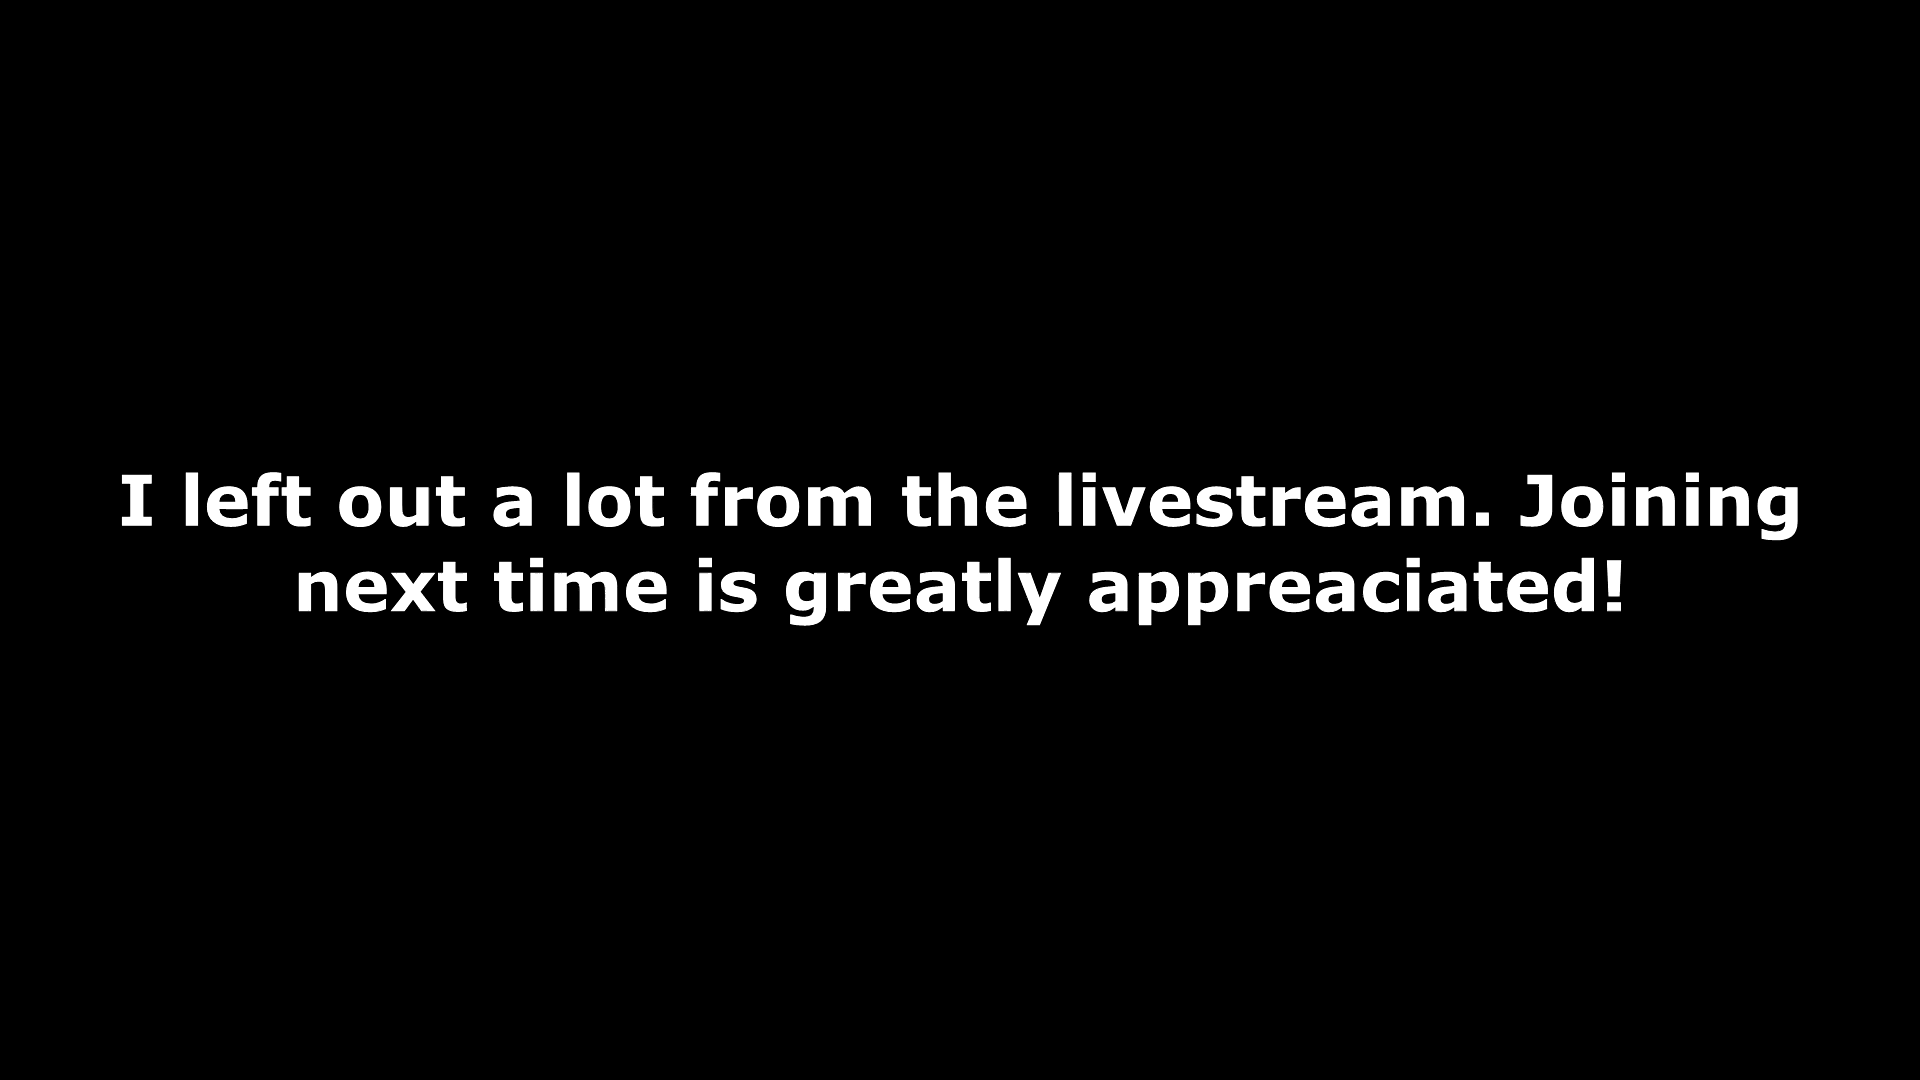 I left out a lot from the livestream. Joining
next time is greatly appreaciated!